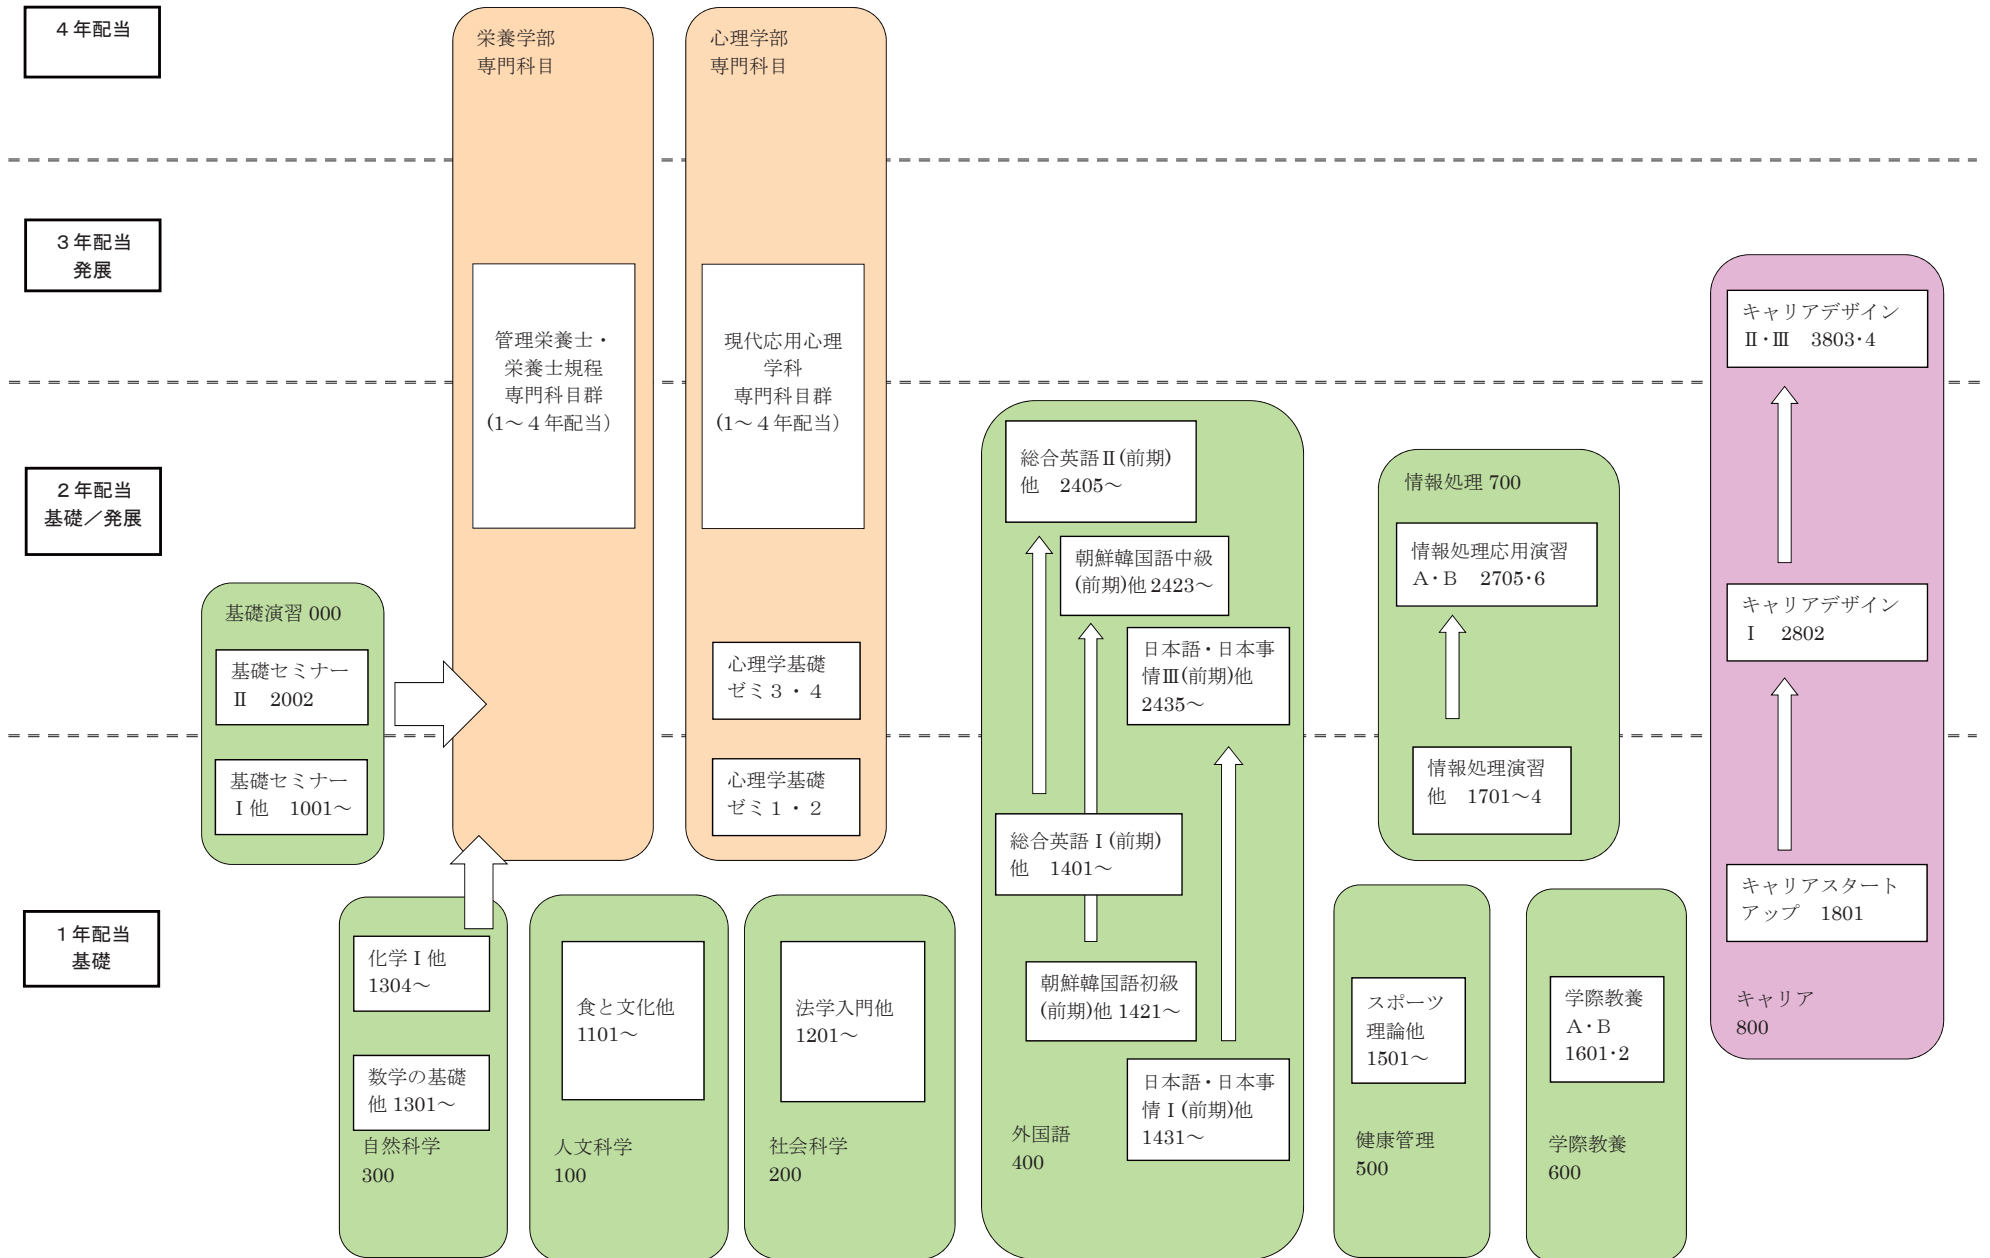 ４年配当
３年配当
発展
２年配当
基礎／発展
１年配当
基礎
基礎演習 000
基礎セミナー
Ⅱ　2002
基礎セミナー
Ⅰ他　1001～
栄養学部
専門科目
管理栄養士・
栄養士規程
専門科目群
(1～４年配当）
心理学部
専門科目
現代応用心理
学科
専門科目群
(1～４年配当）
心理学基礎
ゼミ３・４
心理学基礎
ゼミ１・２
化学Ⅰ他
1304～
数学の基礎
他 1301～
自然科学
300
食と文化他
1101～
人文科学
100
法学入門他
1201～
社会科学
200
総合英語Ⅱ(前期)
他　2405～
朝鮮韓国語中級
(前期)他 2423～
日本語・日本事
情Ⅲ(前期)他
2435～
総合英語Ⅰ(前期)
他　1401～
朝鮮韓国語初級
(前期)他 1421～
日本語・日本事
情Ⅰ(前期)他
1431～
外国語
400
情報処理 700
情報処理応用演習
A・B　2705・6
情報処理演習
他　1701～4
スポーツ
理論他
1501～
健康管理
500
学際教養
A・B
1601・2
学際教養
600
キャリアデザイン
Ⅱ・Ⅲ　3803・4
キャリアデザイン
Ⅰ　2802
キャリアスタート
アップ　1801
キャリア
800